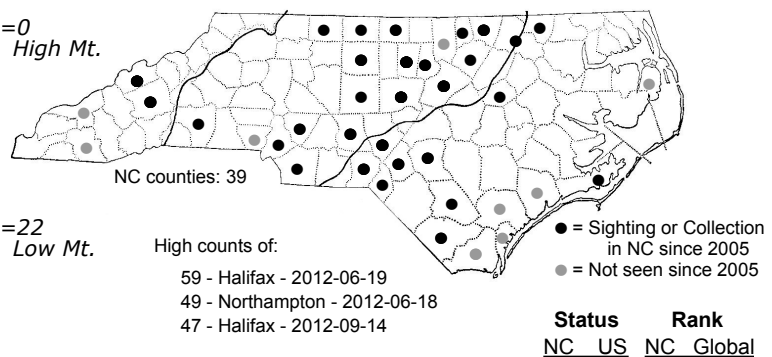 =0
High Mt.
NC counties: 39
=22
Low Mt.
High counts of:
59 - Halifax - 2012-06-19
49 - Northampton - 2012-06-18
47 - Halifax - 2012-09-14
= Sighting or Collection
in NC since 2005
= Not seen since 2005
Status Rank
NC US NC Global